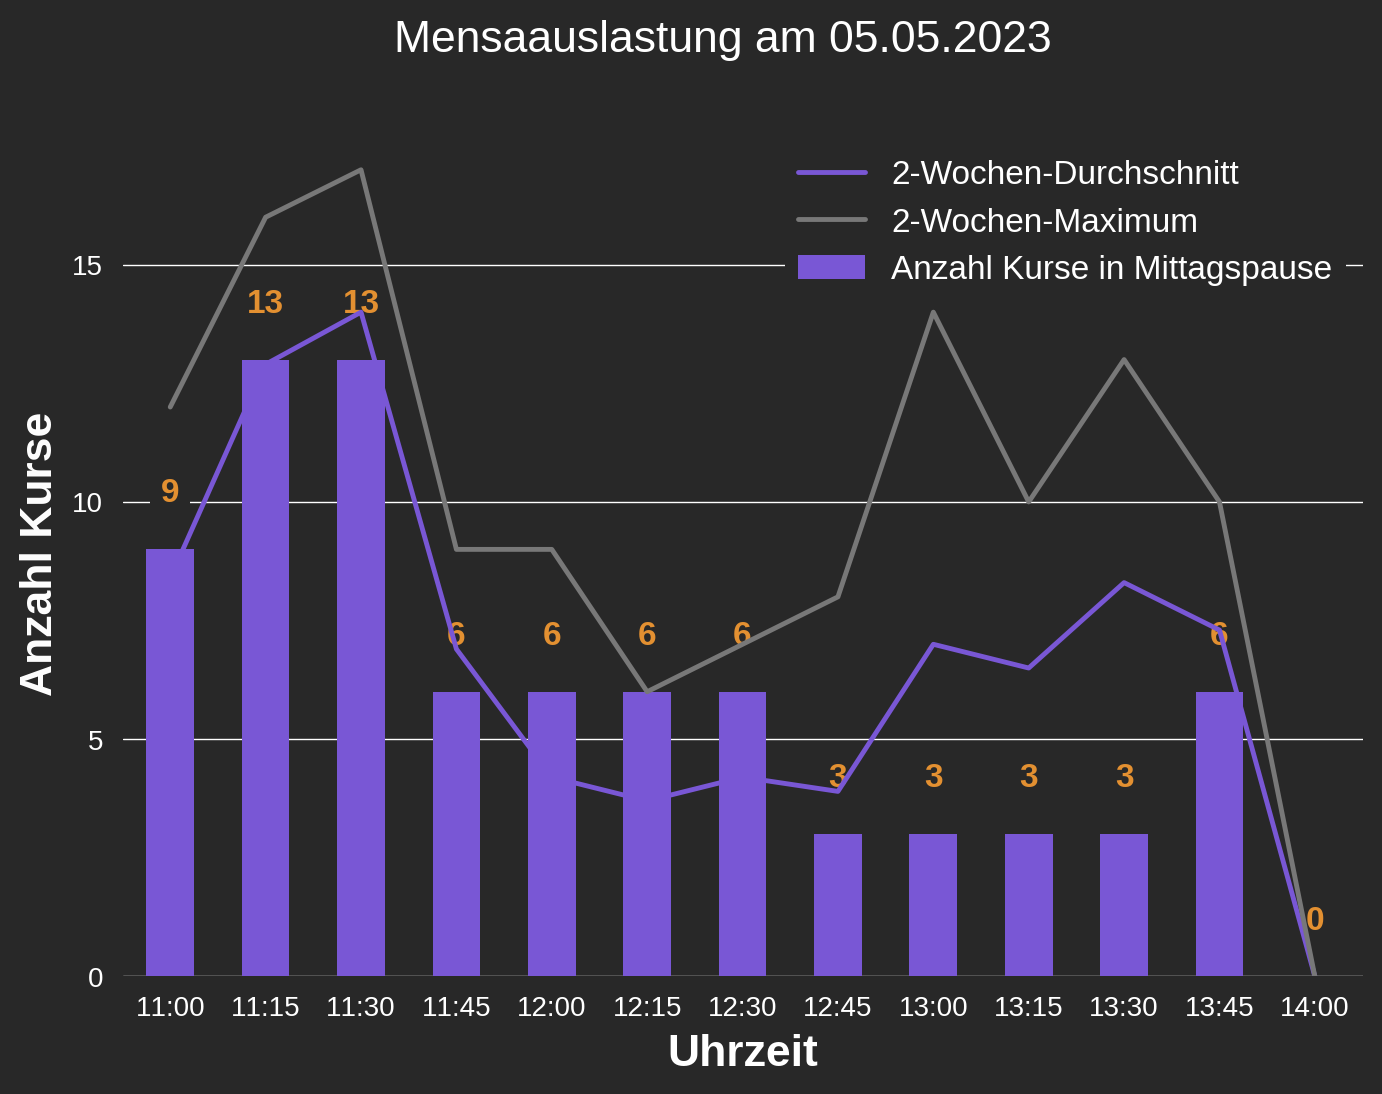 Mensaauslastung am 05.05.2023
2-Wochen-Durchschnitt
2-Wochen-Maximum
Anzahl Kurse in Mittagspause
Anzahl Kurse
15
10
5
0
9
13
13
6
6
6
6
3
3
3
3
6
0
11:00 11:15 11:30 11:45 12:00 12:15 12:30 12:45 13:00 13:15 13:30 13:45 14:00
Uhrzeit